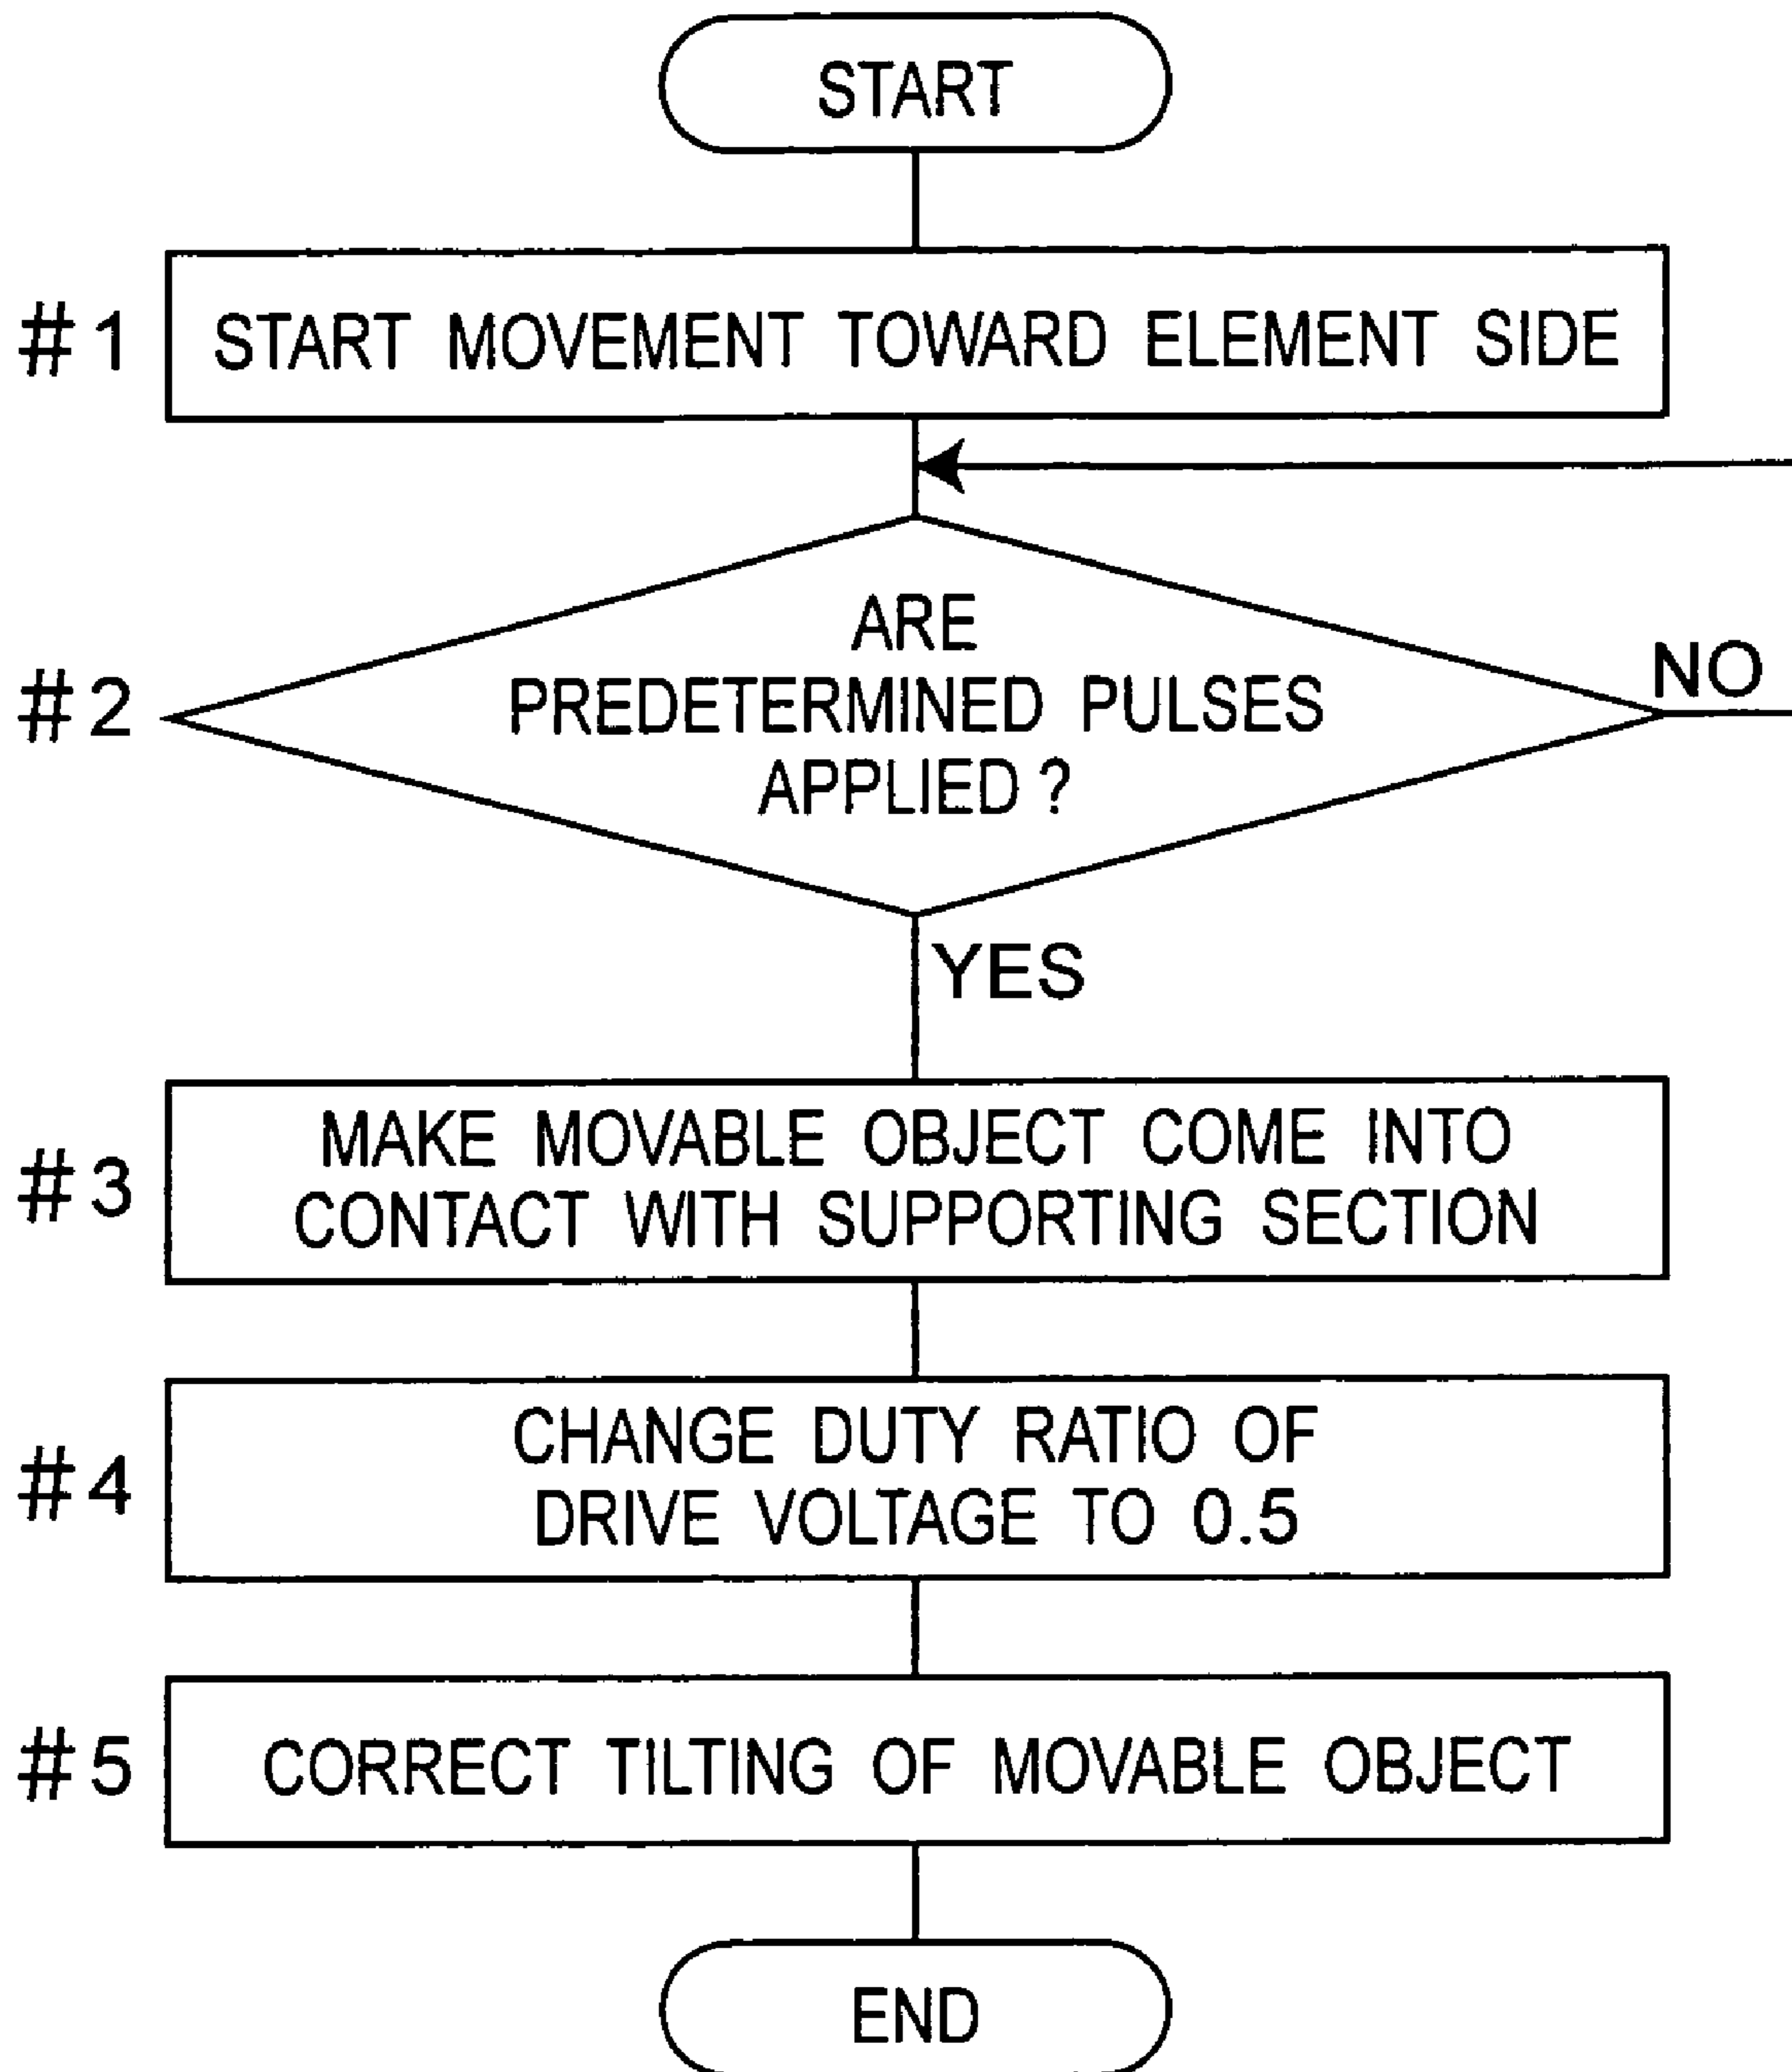 START
#1
START MOVEMENT TOWARD ELEMENT SIDE
#2
ARE
PREDETERMINED PULSES
APPLIED?
NO
YES
#3
MAKE MOVABLE OBJECT COME INTO
CONTACT WITH SUPPORTING SECTION
#4
CHANGE DUTY RATIO OF
DRIVE VOLTAGE TO 0.5
#5
CORRECT TILTING OF MOVABLE OBJECT
END